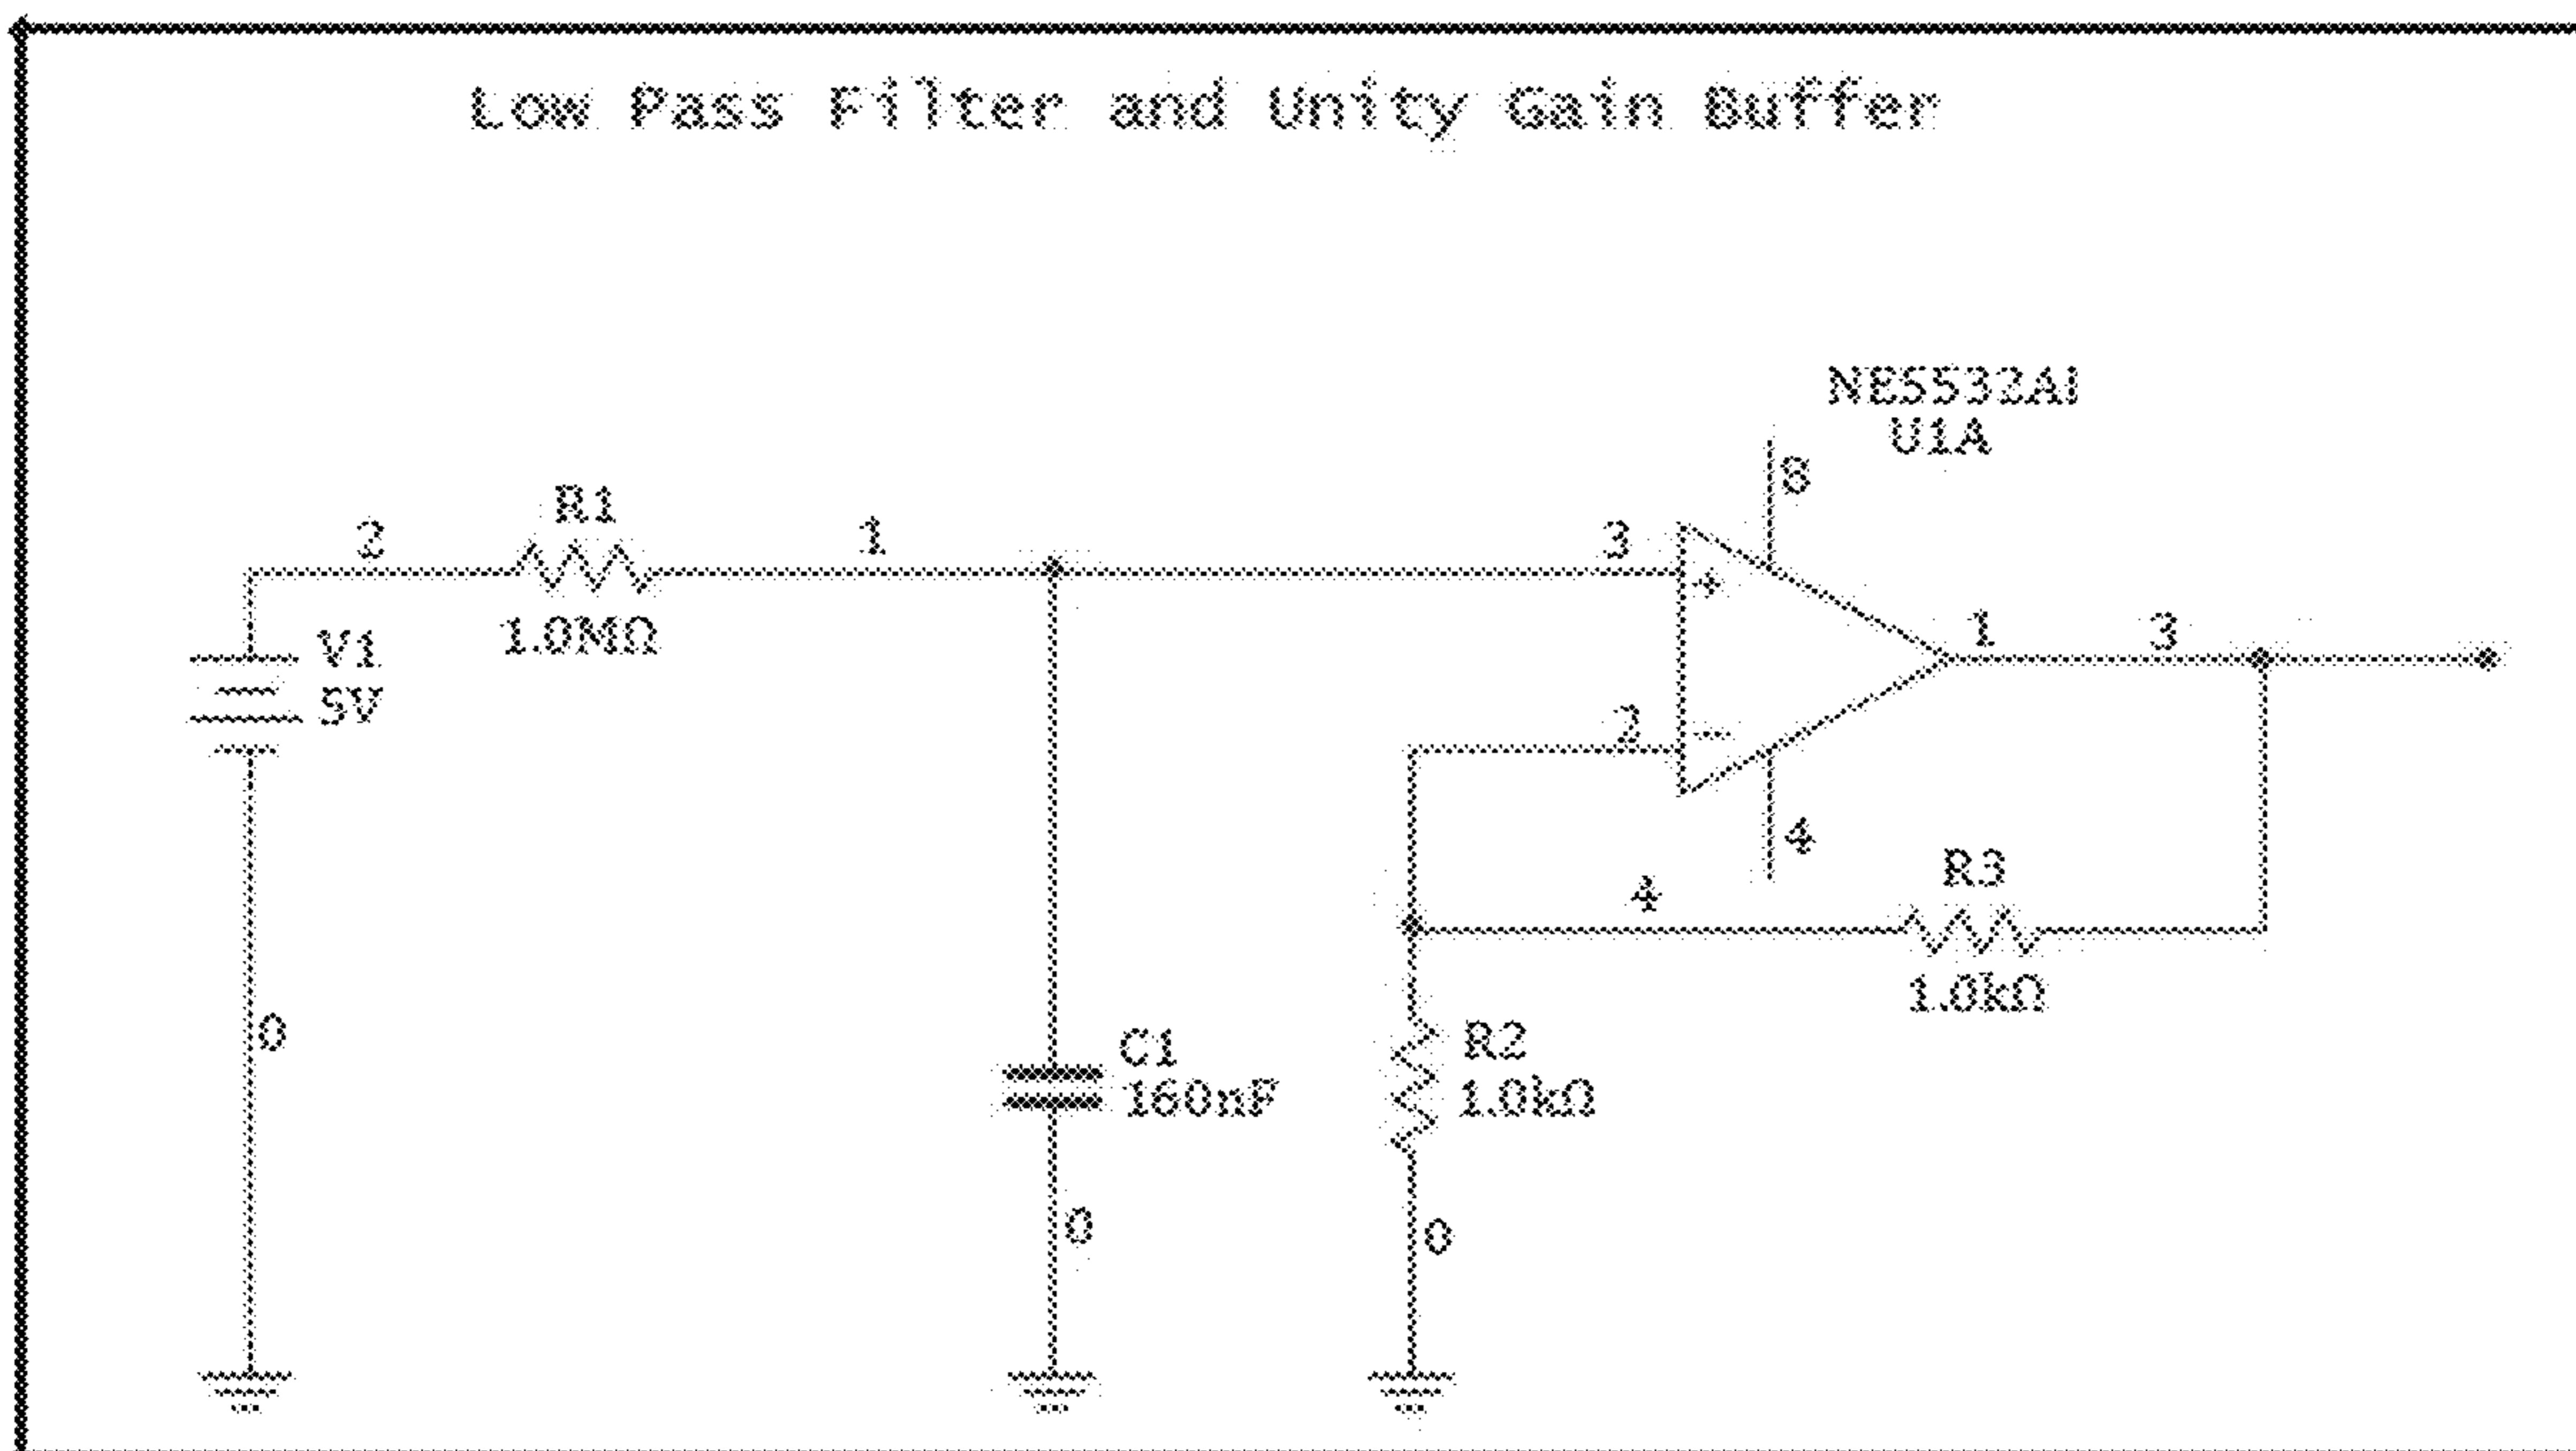 Low Pass Filter and Unity Gain Buffer
NE5532AI
U1A
8
R1
2
1
3
1.0MΩ
V1
5V
1
3
2
4
4
R3
1.0kΩ
0
C1
160nF
R2
1.0kΩ
0
0